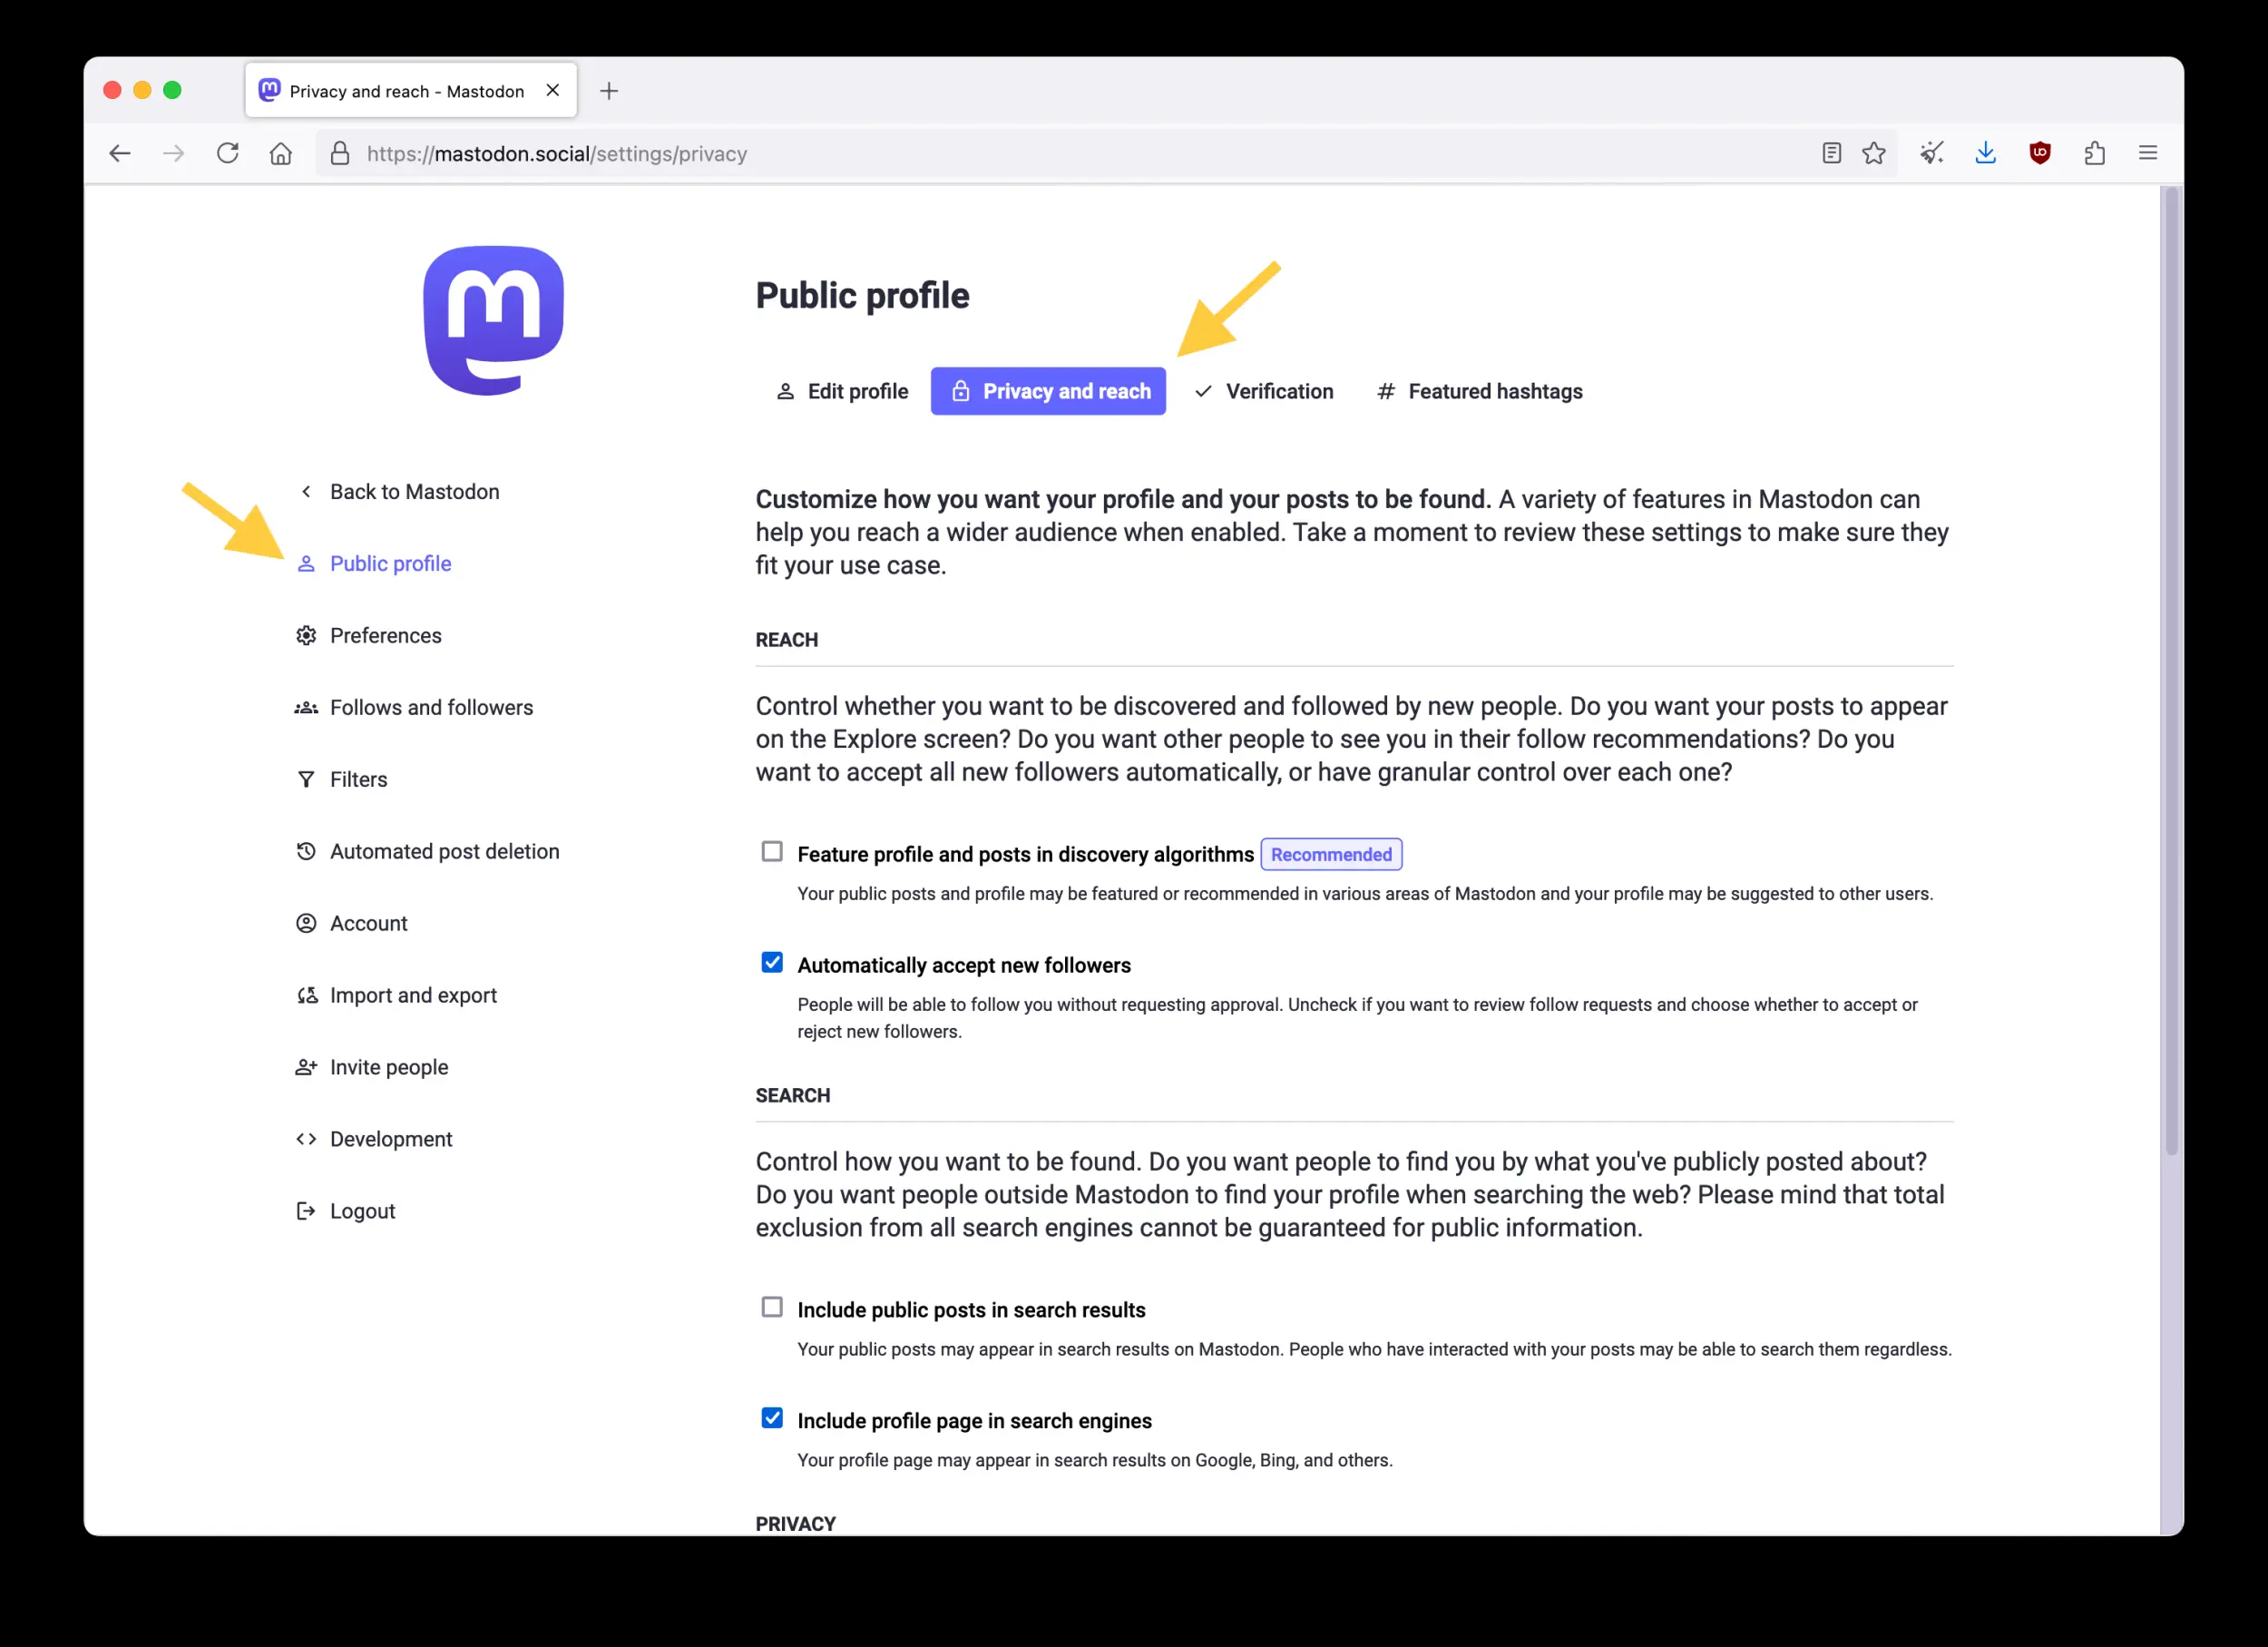 Privacy and reach - Mastodon
https://mastodon.social/settings/privacy
Back to Mastodon
Public profile
Preferences
Follows and followers
Filters
Automated post deletion
Account
Import and export
Invite people
Development
Logout
Public profile
Edit profile
Privacy and reach
Verification
# Featured hashtags
Customize how you want your profile and your posts to be found. A variety of features in Mastodon can
help you reach a wider audience when enabled. Take a moment to review these settings to make sure they
fit your use case.
REACH
Control whether you want to be discovered and followed by new people. Do you want your posts to appear
on the Explore screen? Do you want other people to see you in their follow recommendations? Do you
want to accept all new followers automatically, or have granular control over each one?
Feature profile and posts in discovery algorithms Recommended
Your public posts and profile may be featured or recommended in various areas of Mastodon and your profile may be suggested to other users.
Automatically accept new followers
People will be able to follow you without requesting approval. Uncheck if you want to review follow requests and choose whether to accept or
reject new followers.
SEARCH
Control how you want to be found. Do you want people to find you by what you've publicly posted about?
Do you want people outside Mastodon to find your profile when searching the web? Please mind that total
exclusion from all search engines cannot be guaranteed for public information.
Include public posts in search results
Your public posts may appear in search results on Mastodon. People who have interacted with your posts may be able to search them regardless.
Include profile page in search engines
Your profile page may appear in search results on Google, Bing, and others.
PRIVACY